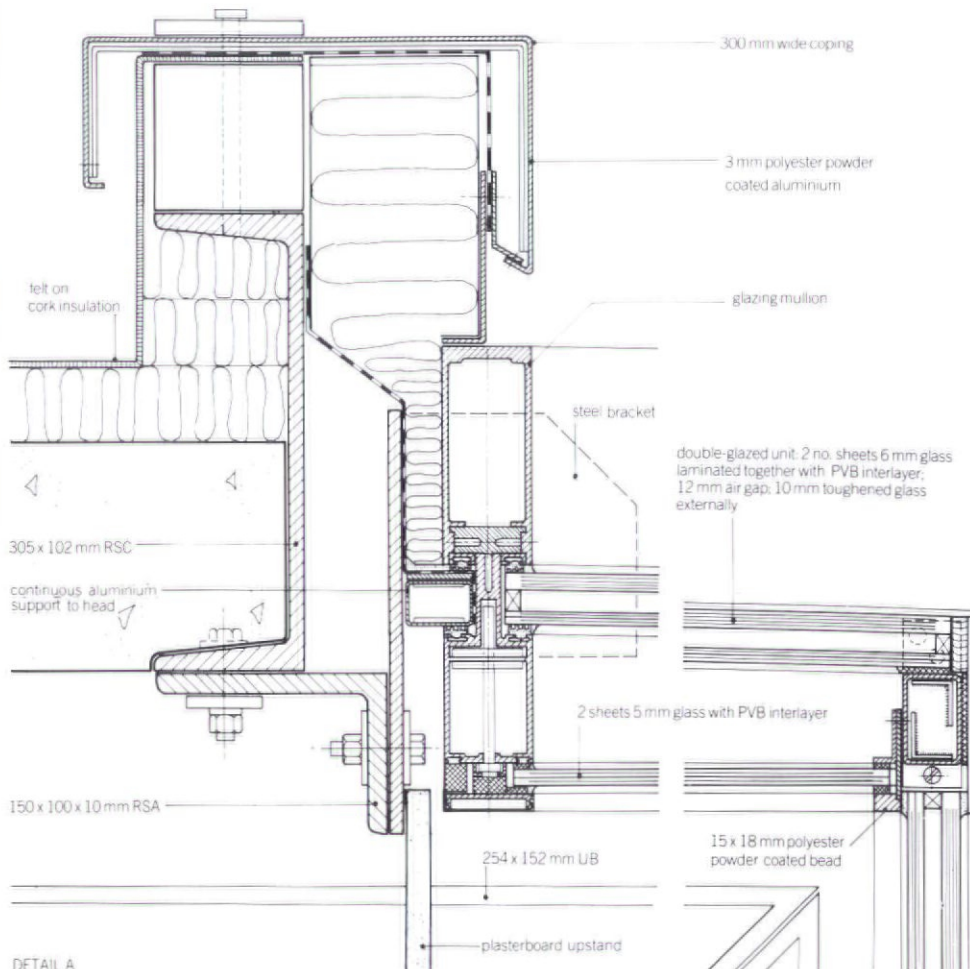 300 mm wide coping
3 mm polyester powder
coated aluminium
felt on
cork insulation
glazing mullion
steel bracket
double-glazed unit: 2 no. sheets 6 mm glass
laminated together with PVB interlayer;
12 mm air gap; 10 mm toughened glass
externally
305 x 102 mm RSC
continuous aluminium
support to head
2 sheets 5 mm glass with PVB interlayer
150 x 100 x 10 mm RSA
15 x 18 mm polyester
powder coated bead
254 x 152 mm UB
plasterboard upstand
DETAIL A